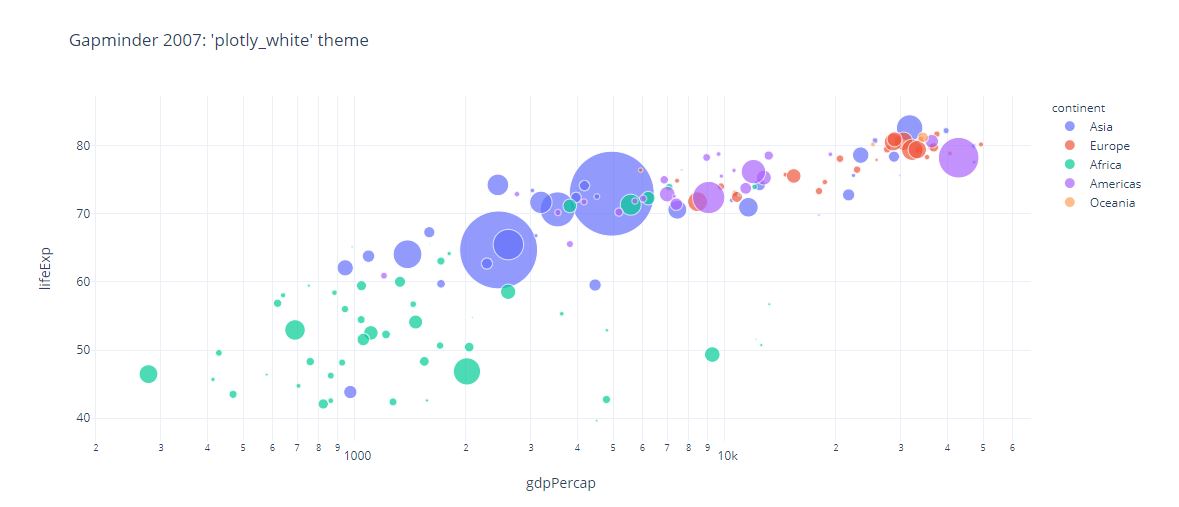 Gapminder 2007: 'plotly_white' theme
continent
Asia
Europe
Africa
Americas
Oceania
lifeExp
80
70
60
50
40
2 3 4 5 6 7 8 9 1000 2 3 4 5 6 7 8 9 10k 2 3 4 5 6
gdpPercap